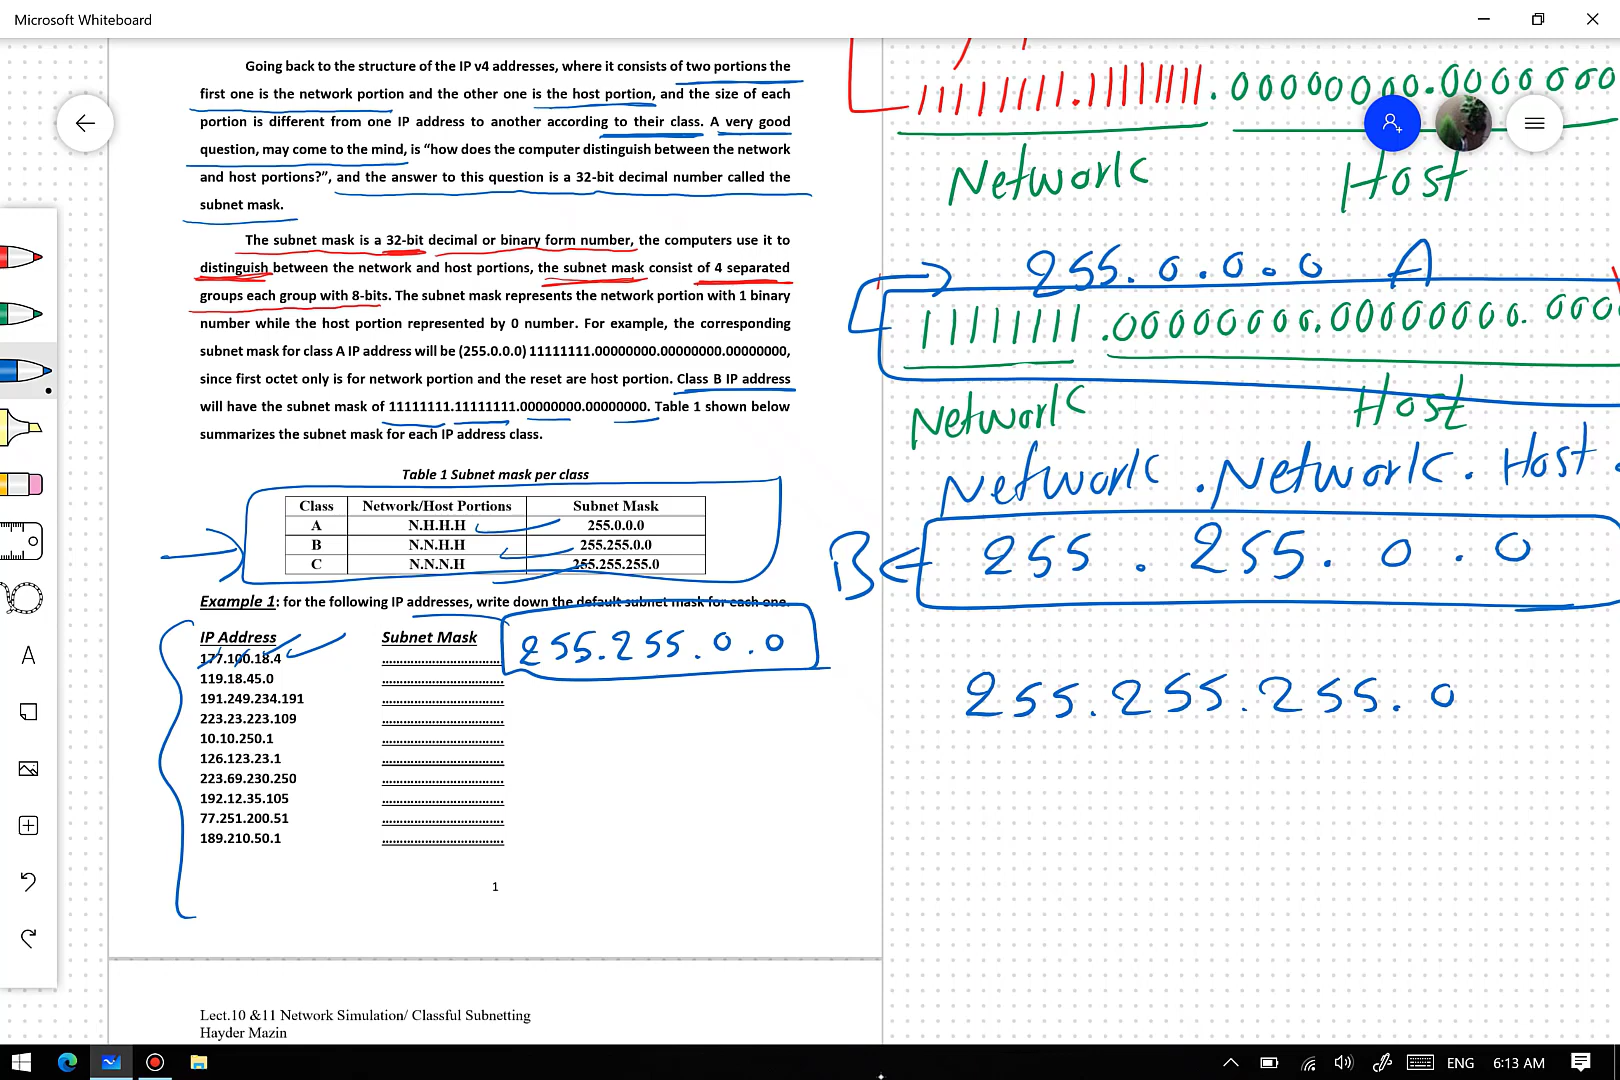 Microsoft Whiteboard
Going back to the structure of the IP v4 addresses, where it consists of two portions the
first one is the network portion and the other one is the host portion, and the size of each
portion is different from one IP address to another according to their class. A very good
question, may come to the mind, is “how does the computer distinguish between the network
and host portions?”, and the answer to this question is a 32-bit decimal number called the
subnet mask.
The subnet mask is a 32-bit decimal or binary form number, the computers use it to
distinguish between the network and host portions, the subnet mask consist of 4 separated
groups each group with 8-bits. The subnet mask represents the network portion with 1 binary
number while the host portion represented by 0 number. For example, the corresponding
subnet mask for class A IP address will be (255.0.0.0) 11111111.00000000.00000000.00000000,
since first octet only is for network portion and the reset are host portion. Class B IP address
will have the subnet mask of 11111111.11111111.00000000.00000000. Table 1 shown below
summarizes the subnet mask for each IP address class.
Table 1 Subnet mask per class
Class Network/Host Portions Subnet Mask
A N.H.H.H 255.0.0.0
B N.N.H.H 255.255.0.0
C N.N.N.H 255.255.255.0
Example 1: for the following IP addresses, write down the default subnet mask for each one.
IP Address Subnet Mask
177.100.18.4 255.255.0.0
119.18.45.0
191.249.234.191
223.23.223.109
10.10.250.1
126.123.23.1
223.69.230.250
192.12.35.105
77.251.200.51
189.210.50.1
1
Lect.10 &11 Network Simulation/ Classful Subnetting
Hayder Mazin
11111111.11111111.00000000.0000000
Network Host
255.0.0.0 A
11111111.00000000.00000000.000
Network Host
Network.Network.Host.
B 255.255.0.0
255.255.255.0
A
ENG 6:13 AM